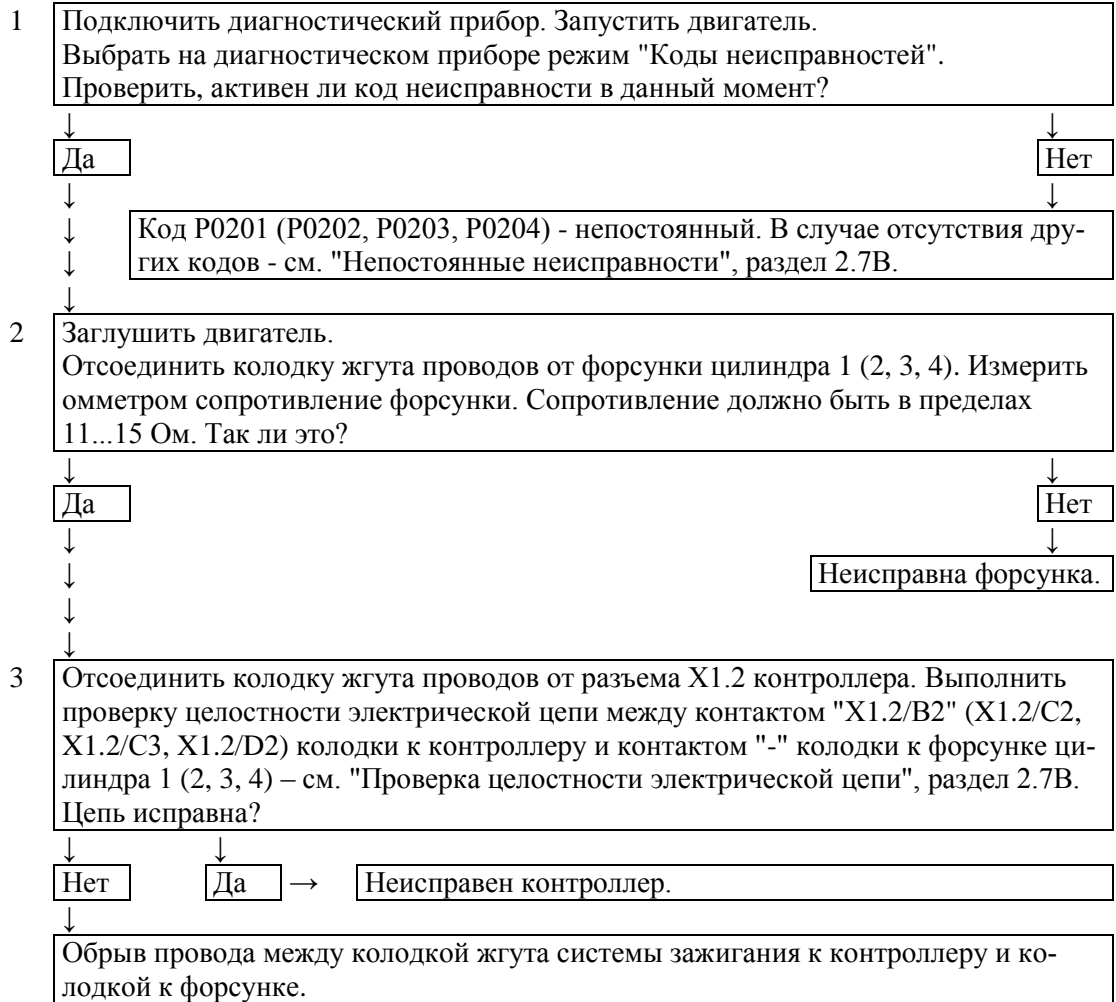 1 Подключить диагностический прибор. Запустить двигатель.
Выбрать на диагностическом приборе режим "Коды неисправностей".
Проверить, активен ли код неисправности в данный момент?
↓ ↓
Да Нет
↓ ↓
↓ Код P0201 (P0202, P0203, P0204) - непостоянный. В случае отсутствия дру-
↓ гих кодов - см. "Непостоянные неисправности", раздел 2.7В.
↓
2 Заглушить двигатель.
Отсоединить колодку жгута проводов от форсунки цилиндра 1 (2, 3, 4). Измерить
омметром сопротивление форсунки. Сопротивление должно быть в пределах
11...15 Ом. Так ли это?
↓ ↓
Да Нет
↓ ↓
↓ Неисправна форсунка.
↓
↓
3 Отсоединить колодку жгута проводов от разъема X1.2 контроллера. Выполнить
проверку целостности электрической цепи между контактом "X1.2/B2" (X1.2/C2,
X1.2/C3, X1.2/D2) колодки к контроллеру и контактом "-" колодки к форсунке ци-
линдра 1 (2, 3, 4) – см. "Проверка целостности электрической цепи", раздел 2.7В.
Цепь исправна?
↓ ↓
Нет Да → Неисправен контроллер.
↓
Обрыв провода между колодкой жгута системы зажигания к контроллеру и ко-
лодкой к форсунке.